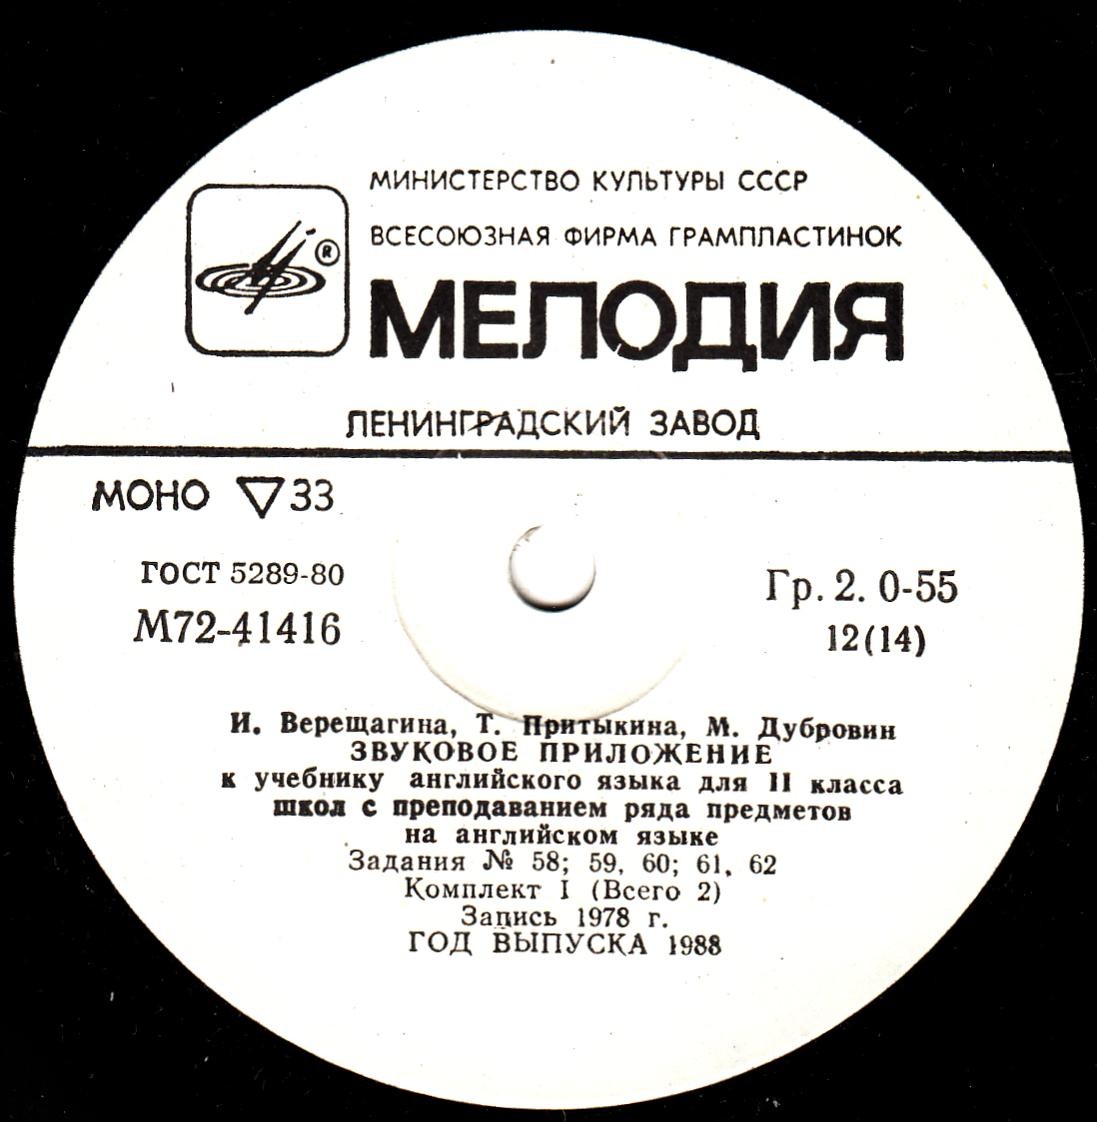 МИНИСТЕРСТВО КУЛЬТУРЫ СССР
ВСЕСОЮЗНАЯ ФИРМА ГРАМПЛАСТИНОК
®
МЕЛОДИЯ
ЛЕНИНГРАДСКИЙ ЗАВОД
МОНО ▽33
ГОСТ 5289-80
М72-41416
Гр. 2. 0-55
12(14)
И. Верещагина, Т. Притыкина, М. Дубровин
ЗВУКОВОЕ ПРИЛОЖЕНИЕ
к учебнику английского языка для II класса
школ с преподаванием ряда предметов
на английском языке
Задания № 58; 59, 60; 61, 62
Комплект I (Всего 2)
Запись 1978 г.
ГОД ВЫПУСКА 1988